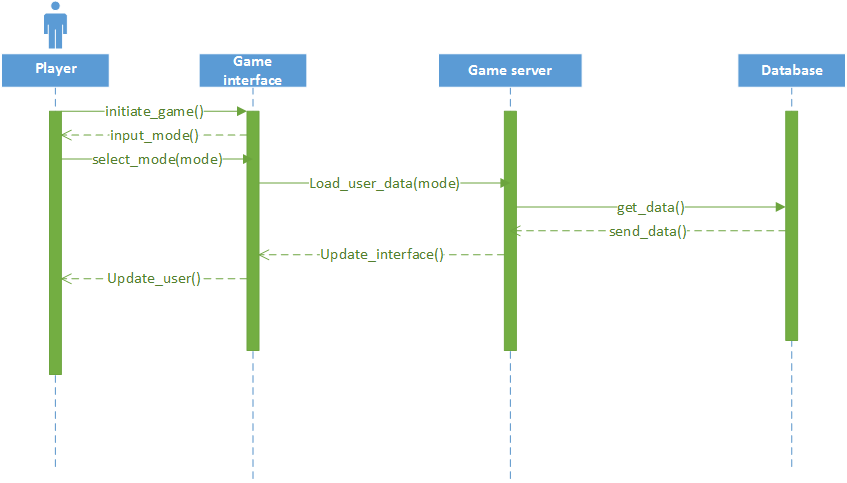 Player
Game
interface
Game server
Database
initiate_game()
input_mode()
select_mode(mode)
Load_user_data(mode)
get_data()
send_data()
Update_interface()
Update_user()